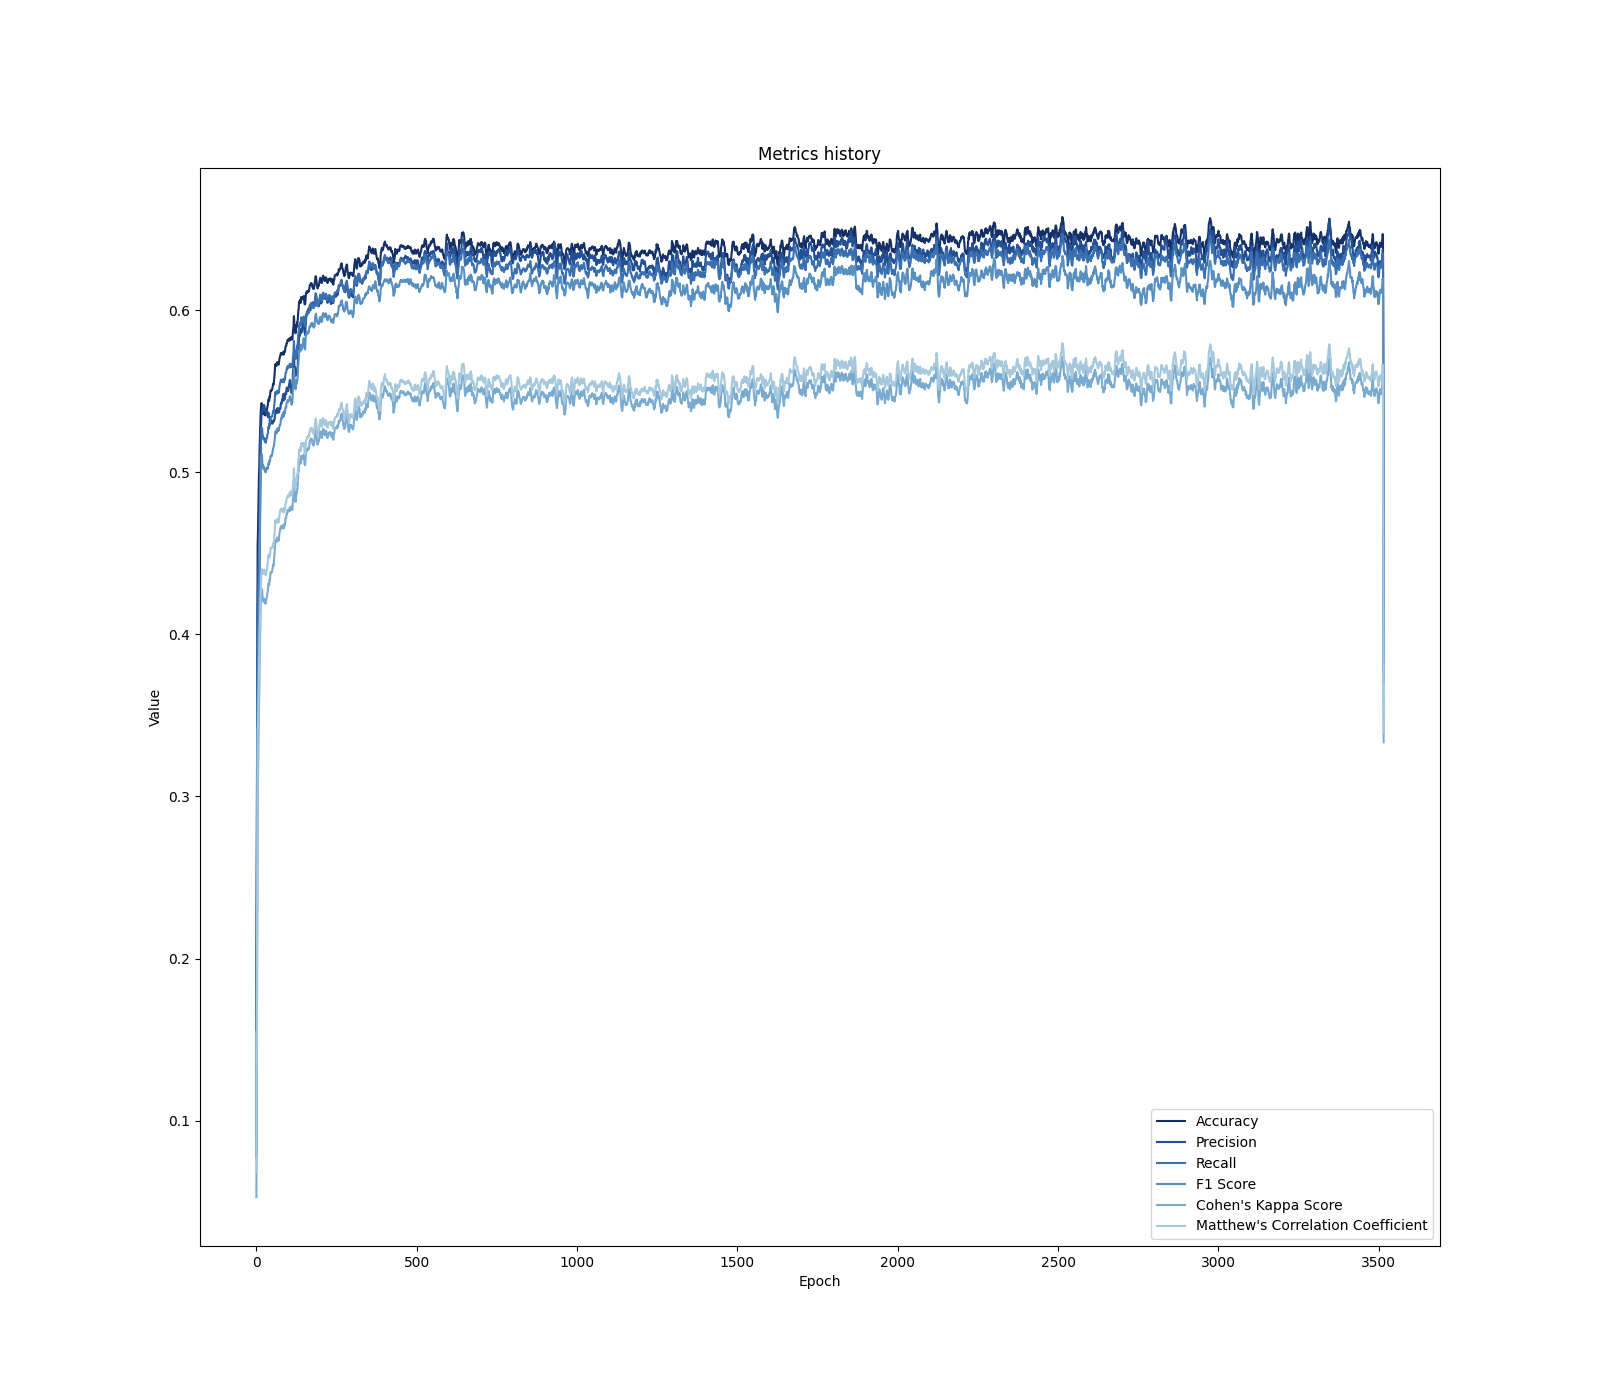 Metrics history
Value
0.6
0.5
0.4
0.3
0.2
0.1
0 500 1000 1500 2000 2500 3000 3500
Epoch
Accuracy
Precision
Recall
F1 Score
Cohen's Kappa Score
Matthew's Correlation Coefficient